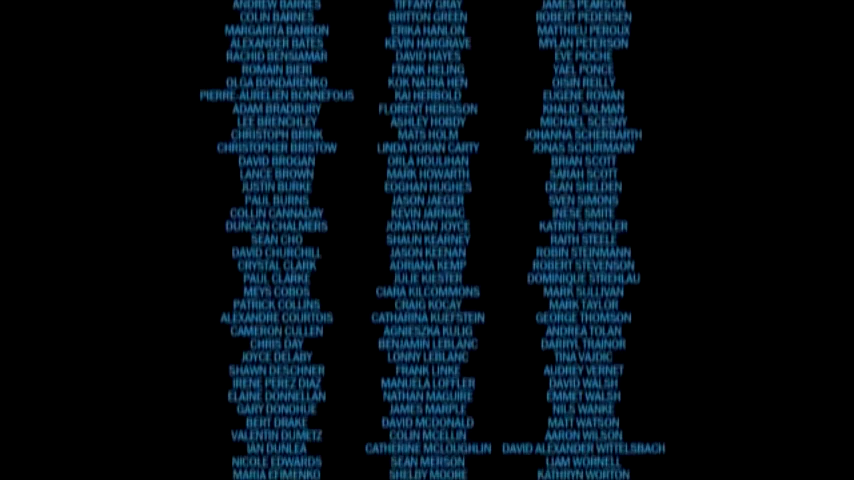 ANDREW BARNES
COLIN BARNES
MARGARITA BARRON
ALEXANDER BATES
RACHID BENSIAMAR
ROMAIN BIERI
OLGA BONDARENKO
PIERRE-AURELIEN BONNEFOUS
ADAM BRADBURY
LEE BRENCHLEY
CHRISTOPH BRINK
CHRISTOPHER BRISTOW
DAVID BROGAN
LANCE BROWN
JUSTIN BURKE
PAUL BURNS
COLLIN CANNADAY
DUNCAN CHALMERS
SEAN CHO
DAVID CHURCHILL
CRYSTAL CLARK
PAUL CLARKE
MEYS COBOS
PATRICK COLLINS
ALEXANDRE COURTOIS
CAMERON CULLEN
CHRIS DAY
JOYCE DELABY
SHAWN DESCHNER
IRENE PEREZ DIAZ
ELAINE DONNELLAN
GARY DONOHUE
BERT DRAKE
VALENTIN DUMETZ
IAN DUNLEA
NICOLE EDWARDS
MARIA EFIMENKO
TIFFANY GRAY
BRITTON GREEN
ERIKA HANLON
KEVIN HARGRAVE
DAVID HAYES
FRANK HELING
KOK NATHA HEN
KAI HERBOLD
FLORENT HERISSON
ASHLEY HOBDY
MATS HOLM
LINDA HORAN CARTY
ORLA HOULIHAN
MARK HOWARTH
EOGHAN HUGHES
JASON JAEGER
KEVIN JARNIAC
JONATHAN JOYCE
SHAUN KEARNEY
JASON KEENAN
ADRIANA KEMP
JULIE KIESTER
CIARA KILCOMMONS
CRAIG KOCAY
CATHARINA KUEFSTEIN
AGNIESZKA KULIG
BENJAMIN LEBLANC
LONNY LEBLANC
FRANK LINKE
MANUELA LOFFLER
NATHAN MAGUIRE
JAMES MARPLE
DAVID MCDONALD
COLIN MCELLIN
CATHERINE MCLOUGHLIN
SEAN MERSON
SHELBY MOORE
JAMES PEARSON
ROBERT PEDERSEN
MATTHIEU PEROUX
MYLAN PETERSON
EVE PIOCHE
YAEL PONCE
OISIN REILLY
EUGENE ROWAN
KHALID SALMAN
MICHAEL SCESNY
JOHANNA SCHERBARTH
JONAS SCHURMANN
BRIAN SCOTT
SARAH SCOTT
DEAN SHELDEN
SVEN SIMONS
NESE SMITE
KATRIN SPINDLER
RAITH STEELE
ROBIN STEINMANN
ROBERT STEVENSON
DOMINIQUE STREHLAU
MARK SULLIVAN
MARK TAYLOR
GEORGE THOMSON
ANDREA TOLAN
DARRYL TRAINOR
TINA VAJDIC
AUDREY VERNET
DAVID WALSH
EMMET WALSH
NILS WANKE
MATT WATSON
AARON WILSON
DAVID ALEXANDER WITTELSBACH
LIAM WORNELL
KATHRYN WORTON